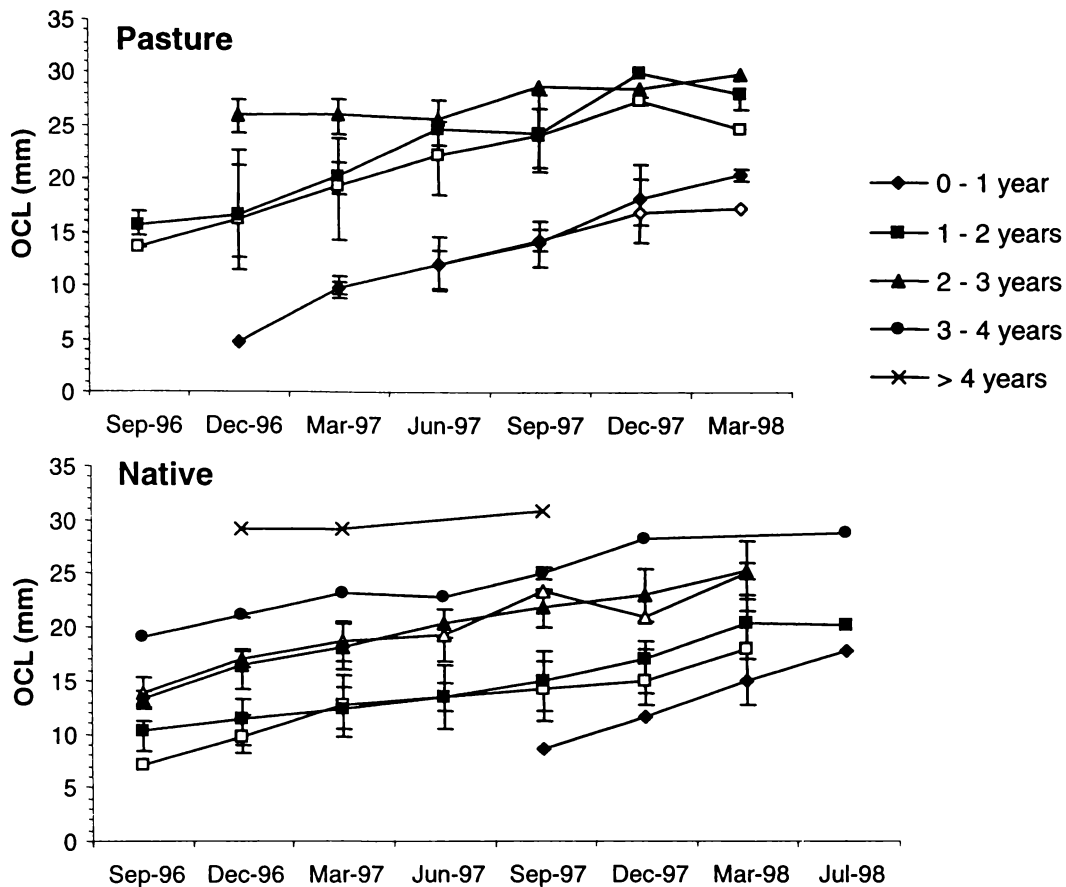 35
Pasture
30
25
20
15
10
5
0
OCL (mm)
Sep-96 Dec-96 Mar-97 Jun-97 Sep-97 Dec-97 Mar-98
0 - 1 year
1 - 2 years
2 - 3 years
3 - 4 years
> 4 years
35
Native
30
25
20
15
10
5
0
OCL (mm)
Sep-96 Dec-96 Mar-97 Jun-97 Sep-97 Dec-97 Mar-98 Jul-98